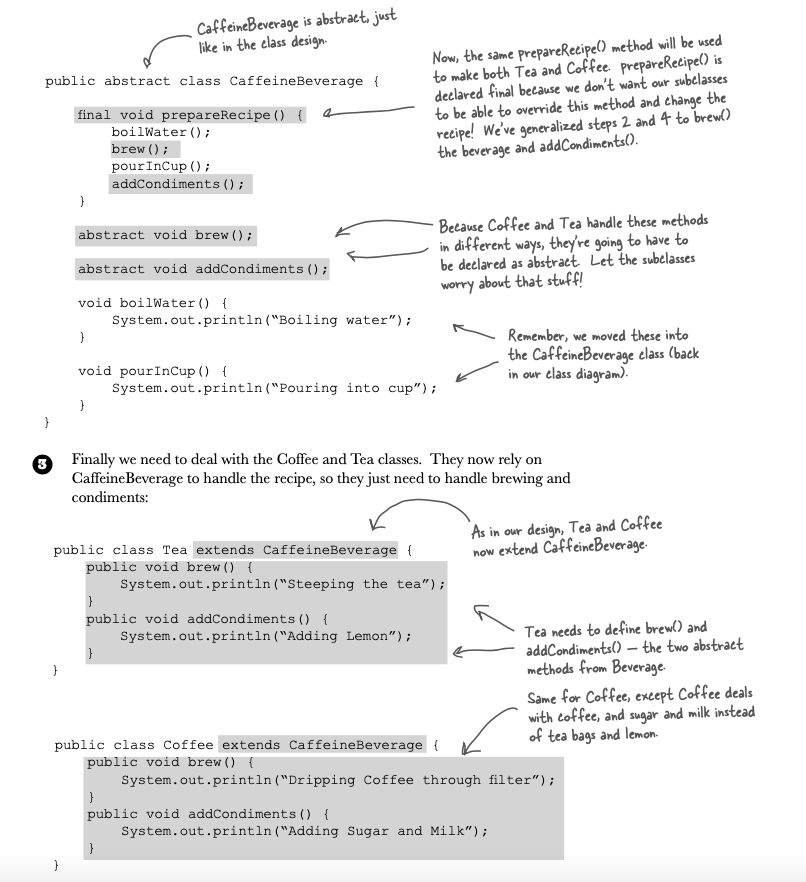 CaffeineBeverage is abstract, just
like in the class design.
public abstract class CaffeineBeverage {
Now, the same prepareRecipe() method will be used
to make both Tea and Coffee. prepareRecipe() is
declared final because we don't want our subclasses
to be able to override this method and change the
recipe! We've generalized steps 2 and 4 to brew()
the beverage and addCondiments().
final void prepareRecipe() {
boilWater();
brew();
pourInCup();
addCondiments();
}
abstract void brew();
abstract void addCondiments();
Because Coffee and Tea handle these methods
in different ways, they're going to have to
be declared as abstract. Let the subclasses
worry about that stuff!
void boilWater() {
System.out.println(“Boiling water”);
}
void pourInCup() {
System.out.println(“Pouring into cup”);
}
}
Remember, we moved these into
the CaffeineBeverage class (back
in our class diagram).
3 Finally we need to deal with the Coffee and Tea classes. They now rely on
CaffeineBeverage to handle the recipe, so they just need to handle brewing and
condiments:
As in our design, Tea and Coffee
now extend CaffeineBeverage.
public class Tea extends CaffeineBeverage {
public void brew() {
System.out.println(“Steeping the tea”);
}
public void addCondiments() {
System.out.println(“Adding Lemon”);
}
}
Tea needs to define brew() and
addCondiments() — the two abstract
methods from Beverage.
Same for Coffee, except Coffee deals
with coffee, and sugar and milk instead
of tea bags and lemon.
public class Coffee extends CaffeineBeverage {
public void brew() {
System.out.println(“Dripping Coffee through filter”);
}
public void addCondiments() {
System.out.println(“Adding Sugar and Milk”);
}
}